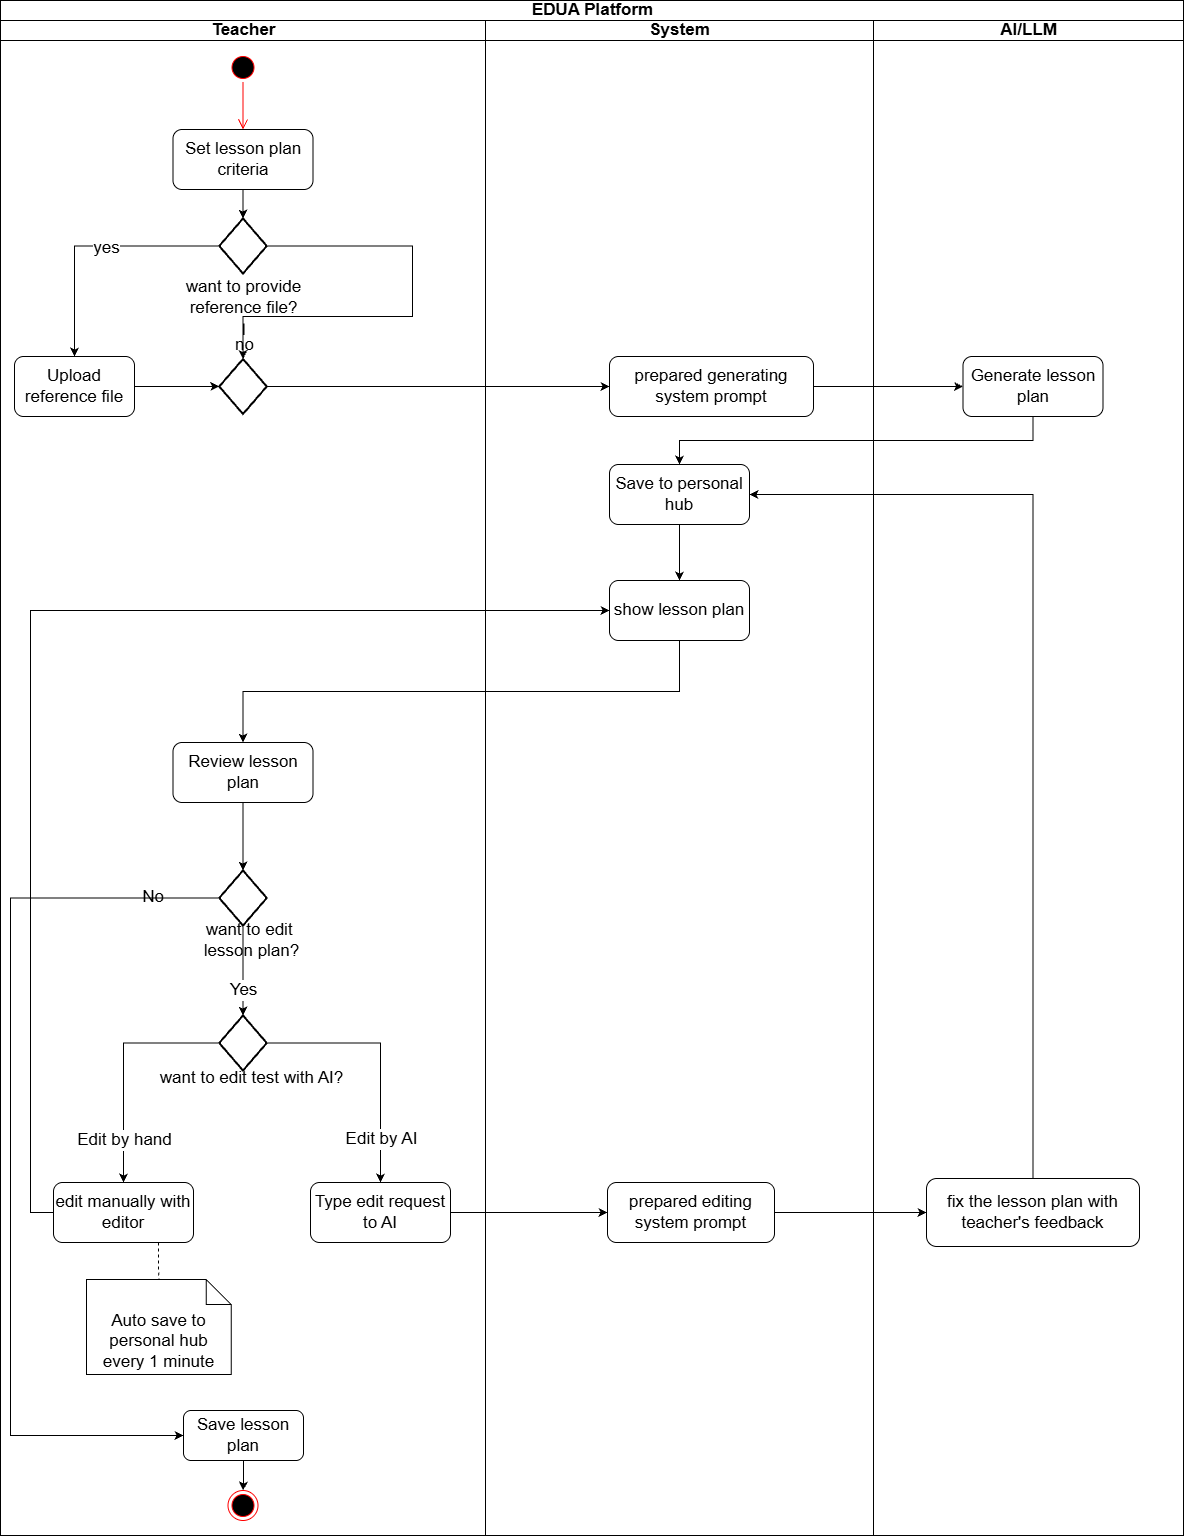 EDUA Platform
Teacher
System
AI/LLM
Set lesson plan
criteria
yes
want to provide
reference file?
no
Upload
reference file
prepared generating
system prompt
Generate lesson
plan
Save to personal
hub
show lesson plan
Review lesson
plan
No
want to edit
lesson plan?
Yes
want to edit test with AI?
Edit by hand
Edit by AI
edit manually with
editor
Type edit request
to AI
prepared editing
system prompt
fix the lesson plan with
teacher's feedback
Auto save to
personal hub
every 1 minute
Save lesson
plan